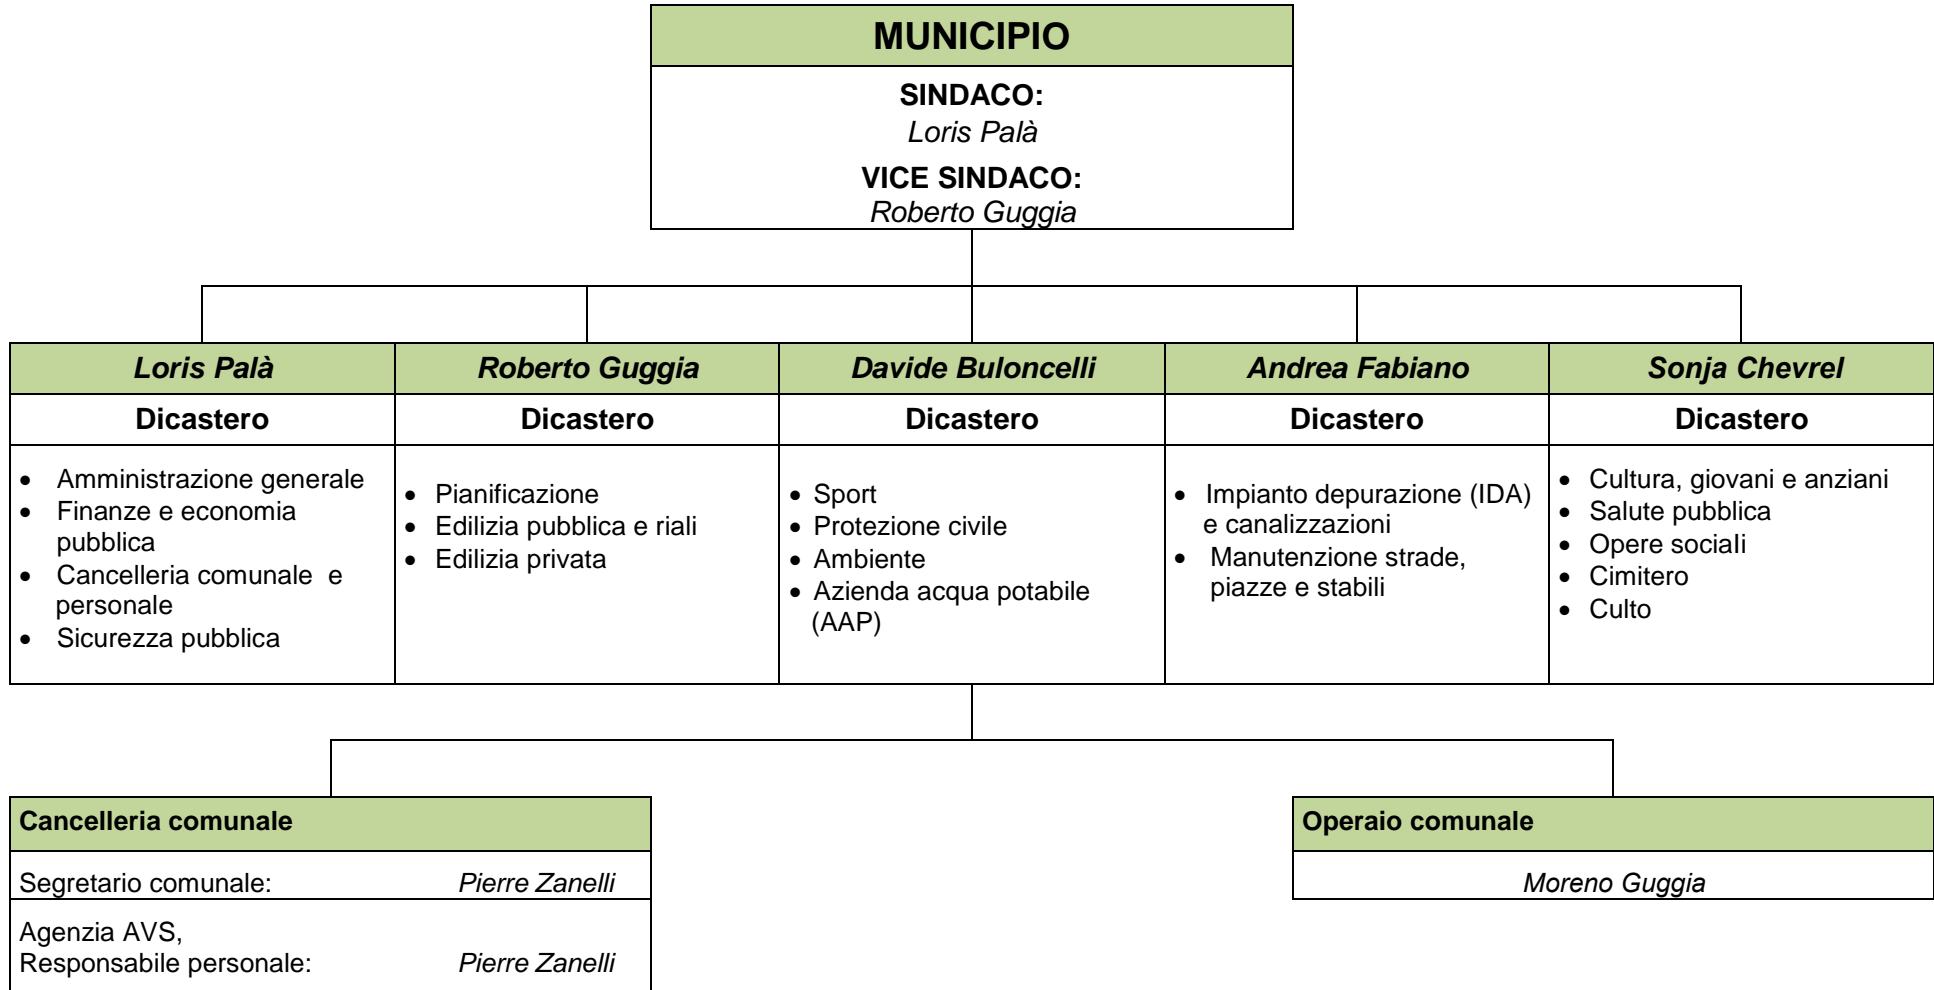 MUNICIPIO
SINDACO:
Loris Palà
VICE SINDACO:
Roberto Guggia
Loris Palà
Dicastero
• Amministrazione generale
• Finanze e economia
pubblica
• Cancelleria comunale e
personale
• Sicurezza pubblica
Roberto Guggia
Dicastero
• Pianificazione
• Edilizia pubblica e riali
• Edilizia privata
Davide Buloncelli
Dicastero
• Sport
• Protezione civile
• Ambiente
• Azienda acqua potabile
(AAP)
Andrea Fabiano
Dicastero
• Impianto depurazione (IDA)
e canalizzazioni
• Manutenzione strade,
piazze e stabili
Sonja Chevrel
Dicastero
• Cultura, giovani e anziani
• Salute pubblica
• Opere sociali
• Cimitero
• Culto
Cancelleria comunale
Segretario comunale: Pierre Zanelli
Agenzia AVS,
Responsabile personale: Pierre Zanelli
Operaio comunale
Moreno Guggia